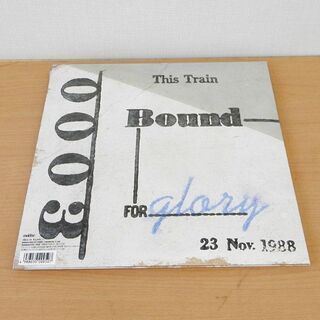 This Train
Bound
FOR glory
23 Nov. 1988
0003